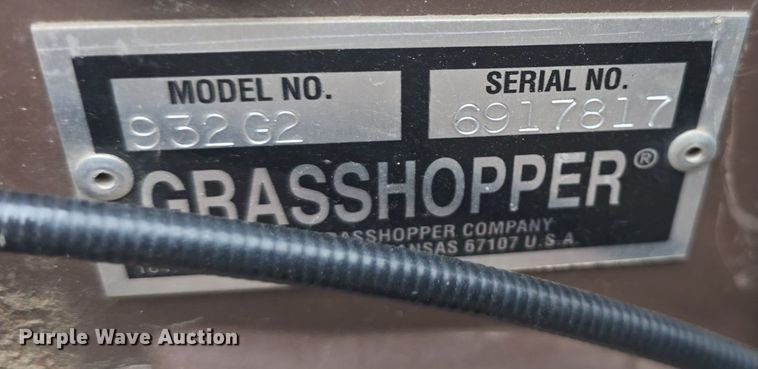 MODEL NO. SERIAL NO.
932G2 6917817
GRASSHOPPER®
GRASSHOPPER COMPANY
KANSAS 67107 U.S.A.
Purple Wave Auction